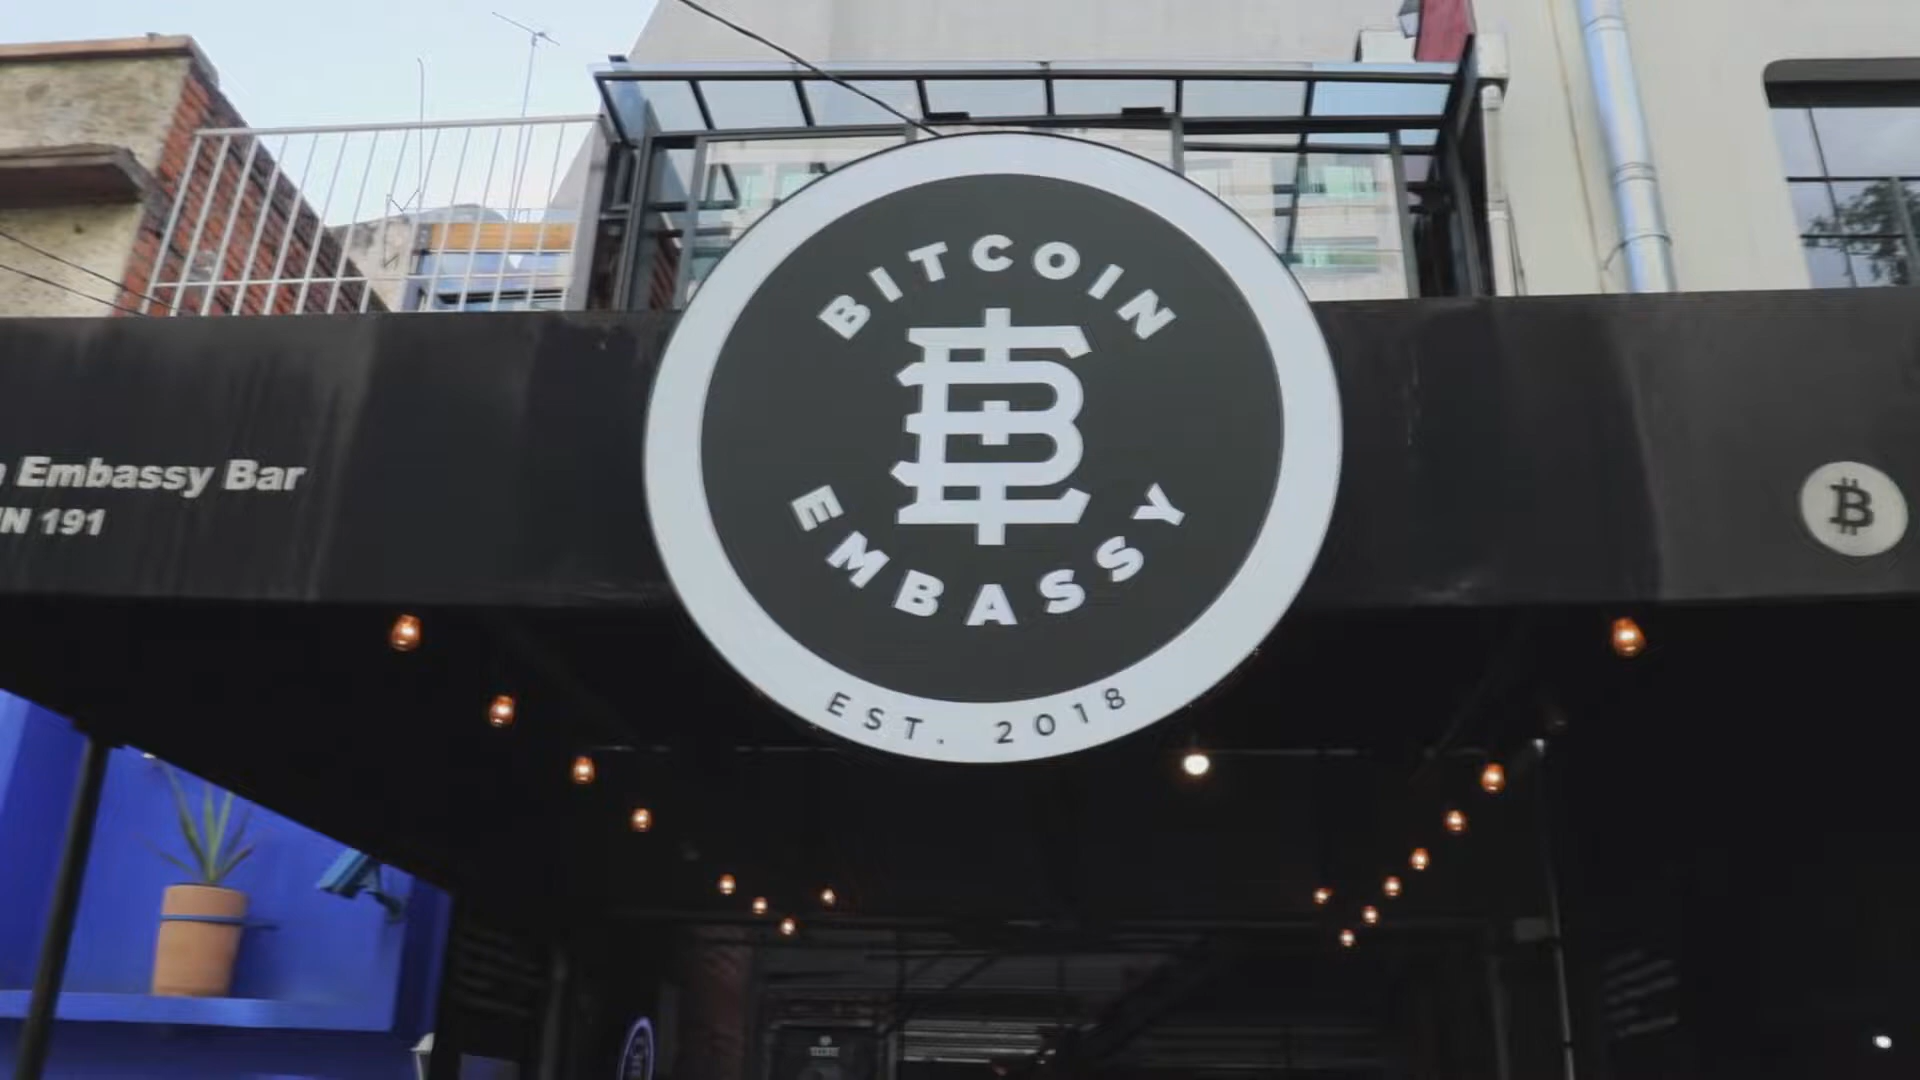 BITCOIN
EMBASSY
EST. 2018
Embassy Bar
191